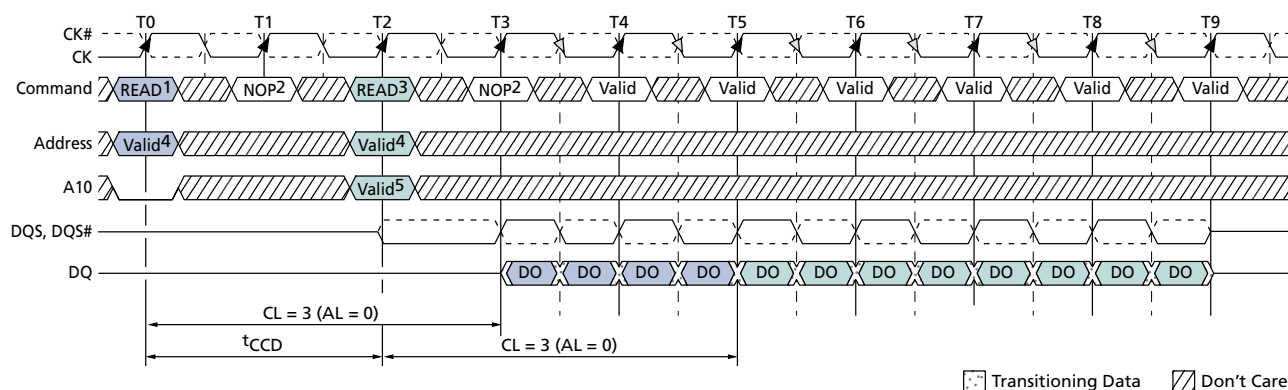 T0 T1 T2 T3 T4 T5 T6 T7 T8 T9
CK#
CK
Command READ1 NOP2 READ3 NOP2 Valid Valid Valid Valid Valid Valid
Address Valid4 Valid4
A10 Valid5
DQS, DQS#
DQ DO DO DO DO DO DO DO DO DO DO DO DO
CL = 3 (AL = 0)
tCCD CL = 3 (AL = 0)
Transitioning Data Don't Care